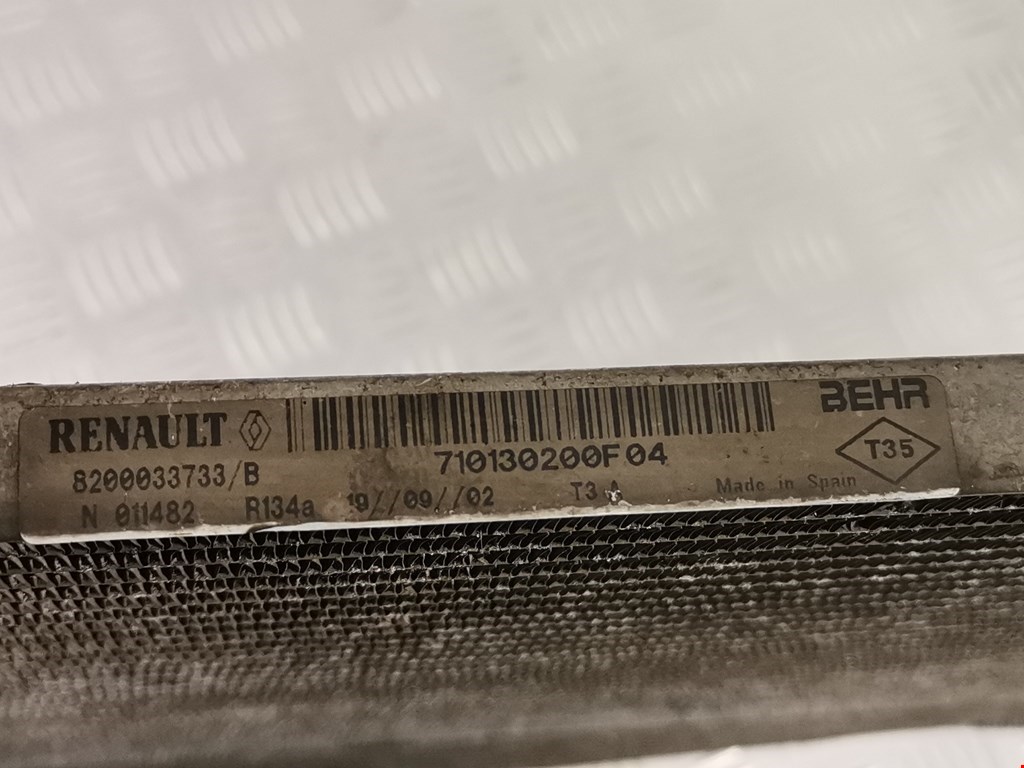 RENAULT BEHR
710130200F04
8200033733/B T35
N 011482 R134a 19//09//02 T3 Made in Spain